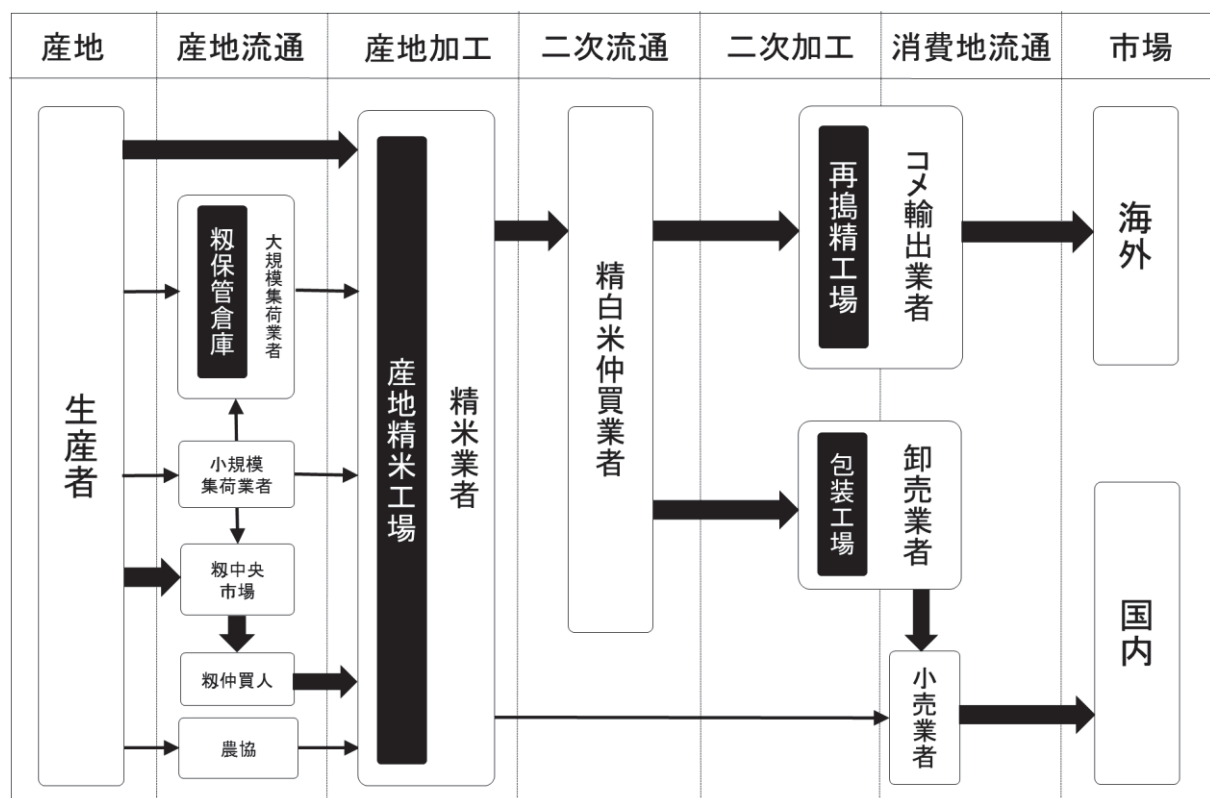 産地
産地流通
産地加工
二次流通
二次加工
消費地流通
市場
生産者
籾保管倉庫
大規模集荷業者
小規模
集荷業者
籾中央
市場
籾仲買人
農協
産地精米工場
精米業者
精白米仲買業者
再搗精工場
コメ輸出業者
包装工場
卸売業者
小売業者
海外
国内